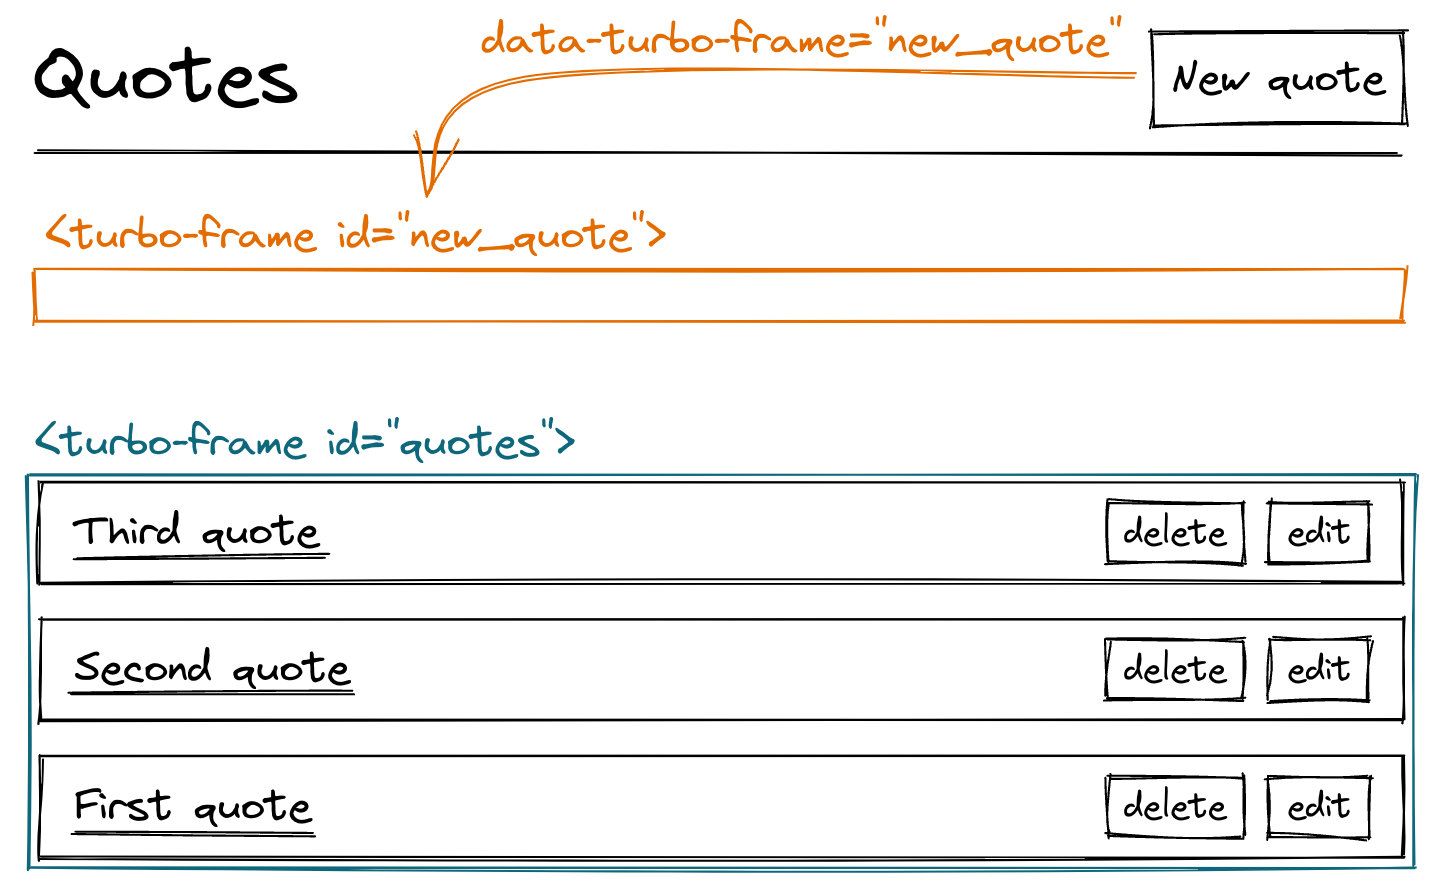 data-turbo-frame="new_quote"
Quotes
New quote
<turbo-frame id="new_quote">
<turbo-frame id="quotes">
Third quote
delete
edit
Second quote
delete
edit
First quote
delete
edit